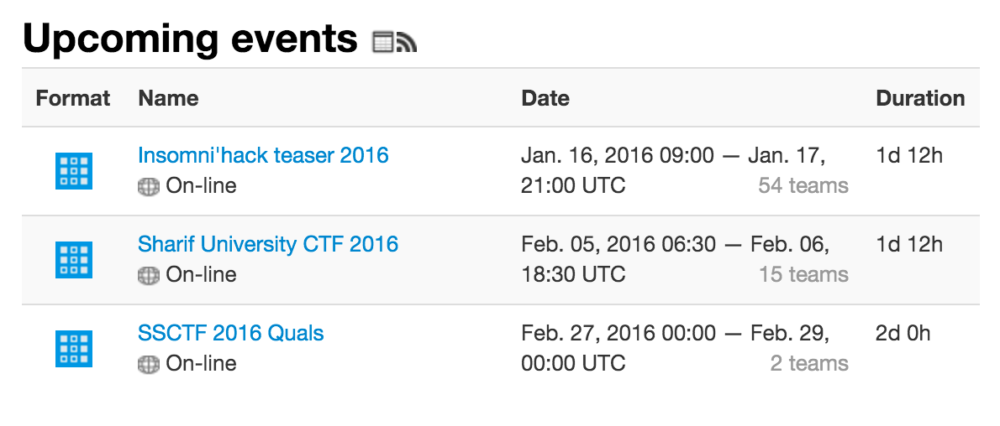 Upcoming events
Format Name Date Duration
Insomni'hack teaser 2016 Jan. 16, 2016 09:00 — Jan. 17, 1d 12h
On-line 21:00 UTC 54 teams
Sharif University CTF 2016 Feb. 05, 2016 06:30 — Feb. 06, 1d 12h
On-line 18:30 UTC 15 teams
SSCTF 2016 Quals Feb. 27, 2016 00:00 — Feb. 29, 2d 0h
On-line 00:00 UTC 2 teams